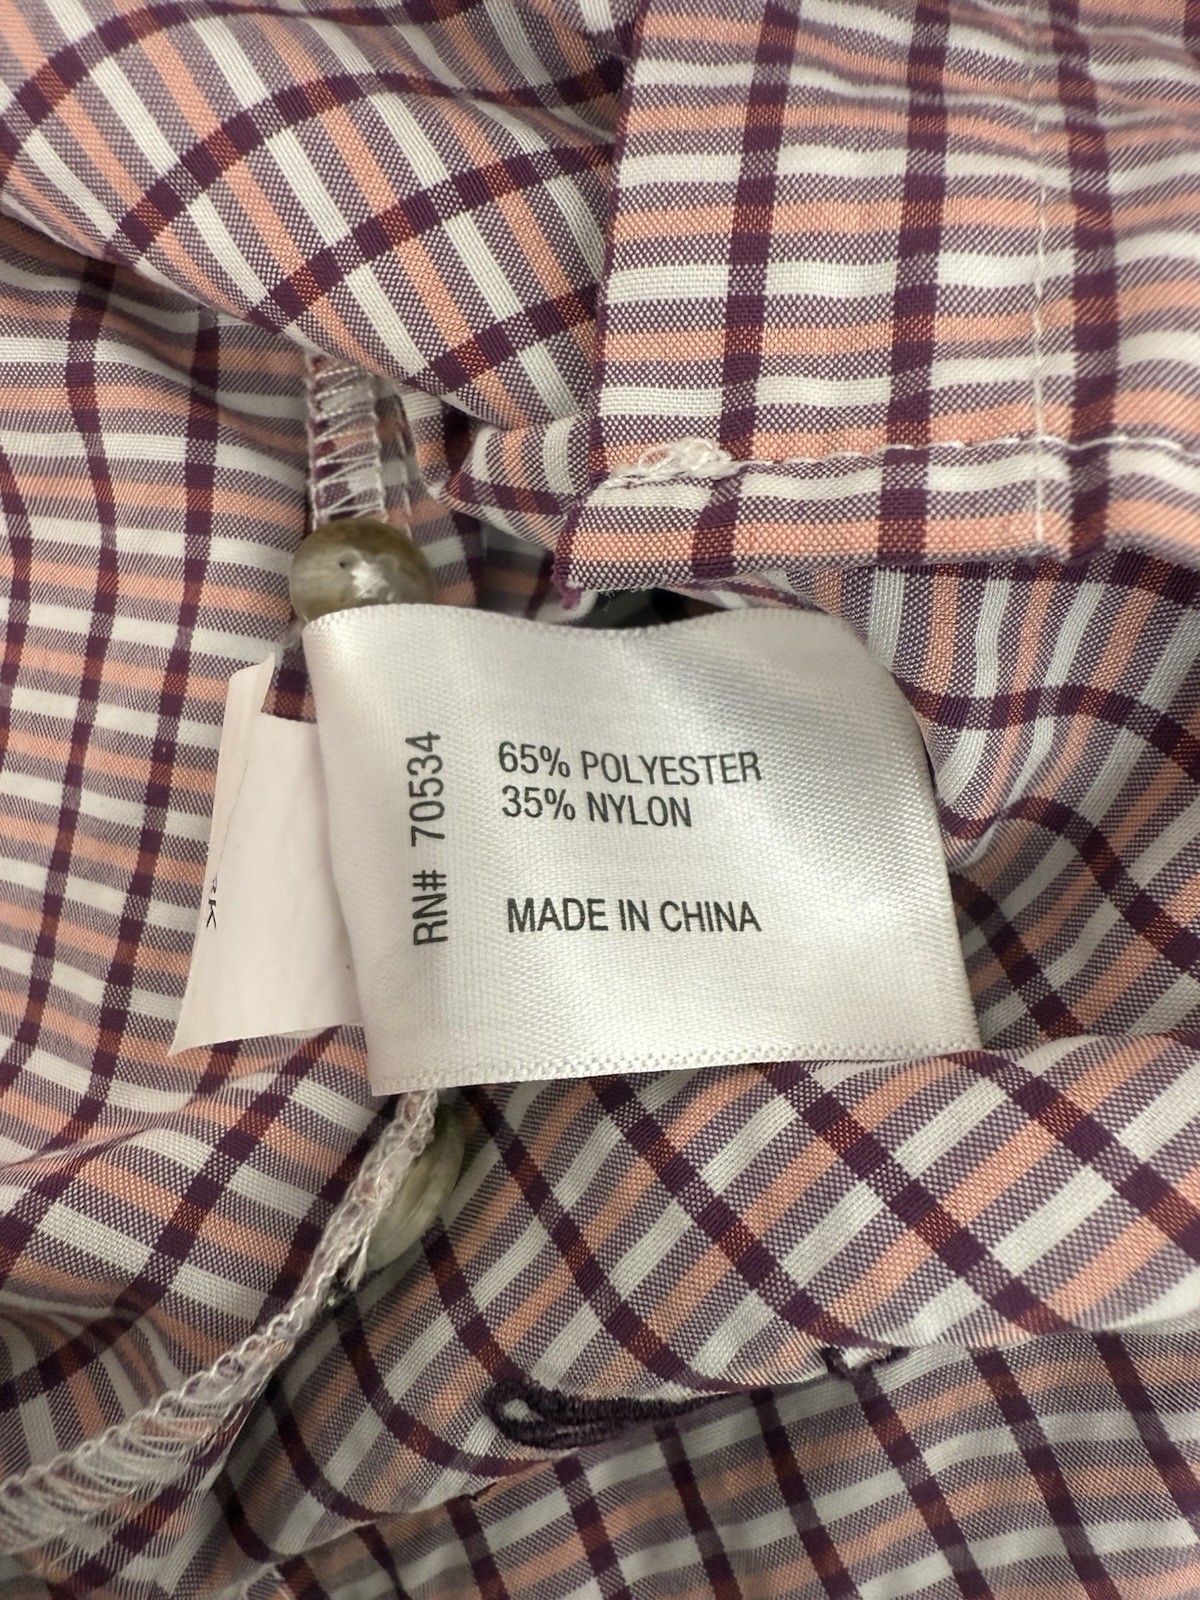 RN# 70534
65% POLYESTER
35% NYLON
MADE IN CHINA